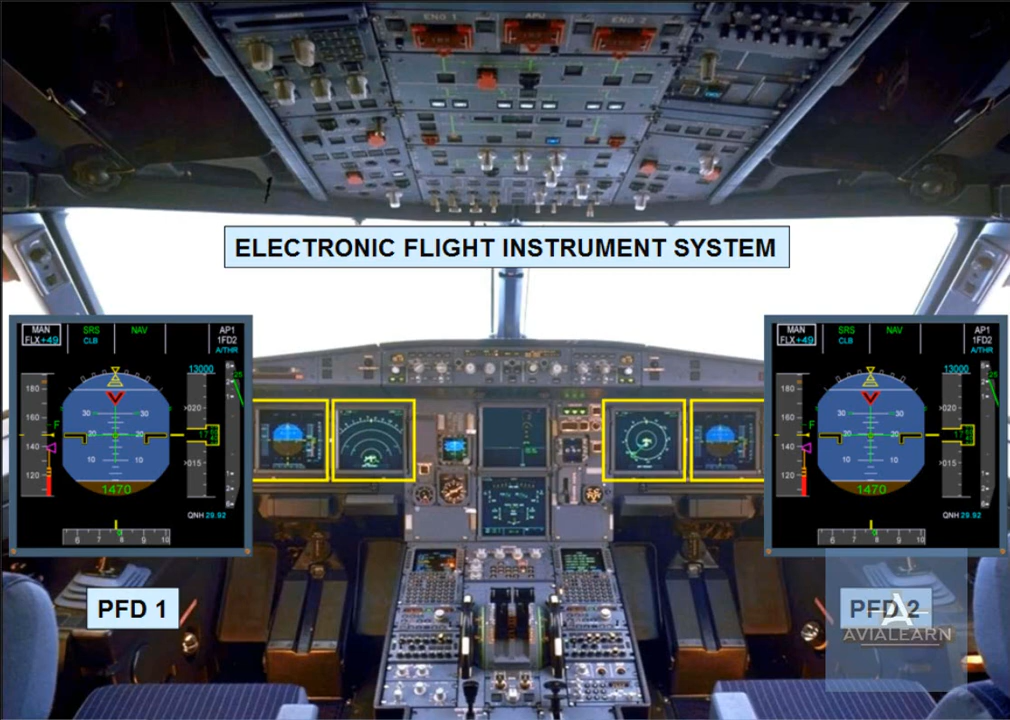 ENG 1
APU
ENG 2
ELECTRONIC FLIGHT INSTRUMENT SYSTEM
MAN SRS NAV AP1
FLX+49 CLB 1FD2
A/THR
13000
180
160
140
120
F
30 30
20 20
10 10
1470
020
015
QNH 29.92
6 7 8 9 10
MAN SRS NAV AP1
FLX+49 CLB 1FD2
A/THR
13000
180
160
140
120
F
30 30
20 20
10 10
1470
020
015
QNH 29.92
6 7 8 9 10
PFD 1
PFD 2
AVIALEARN